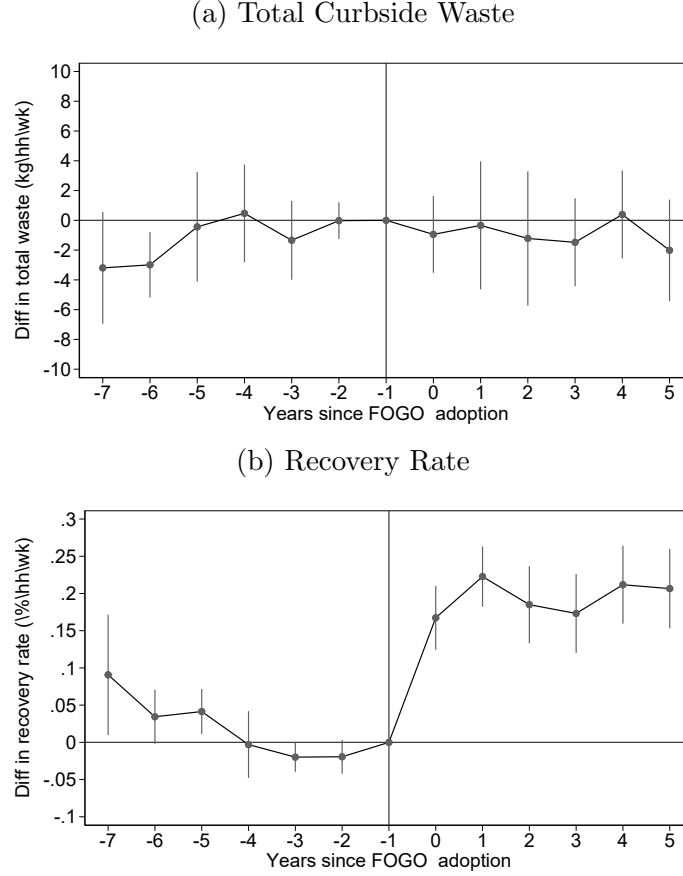 (a) Total Curbside Waste
Diff in total waste (kg\hh\wk)
10
8
6
4
2
0
-2
-4
-6
-8
-10
-7 -6 -5 -4 -3 -2 -1 0 1 2 3 4 5
Years since FOGO adoption
(b) Recovery Rate
Diff in recovery rate (\%\hh\wk)
.3
.25
.2
.15
.1
.05
0
-.05
-.1
-7 -6 -5 -4 -3 -2 -1 0 1 2 3 4 5
Years since FOGO adoption